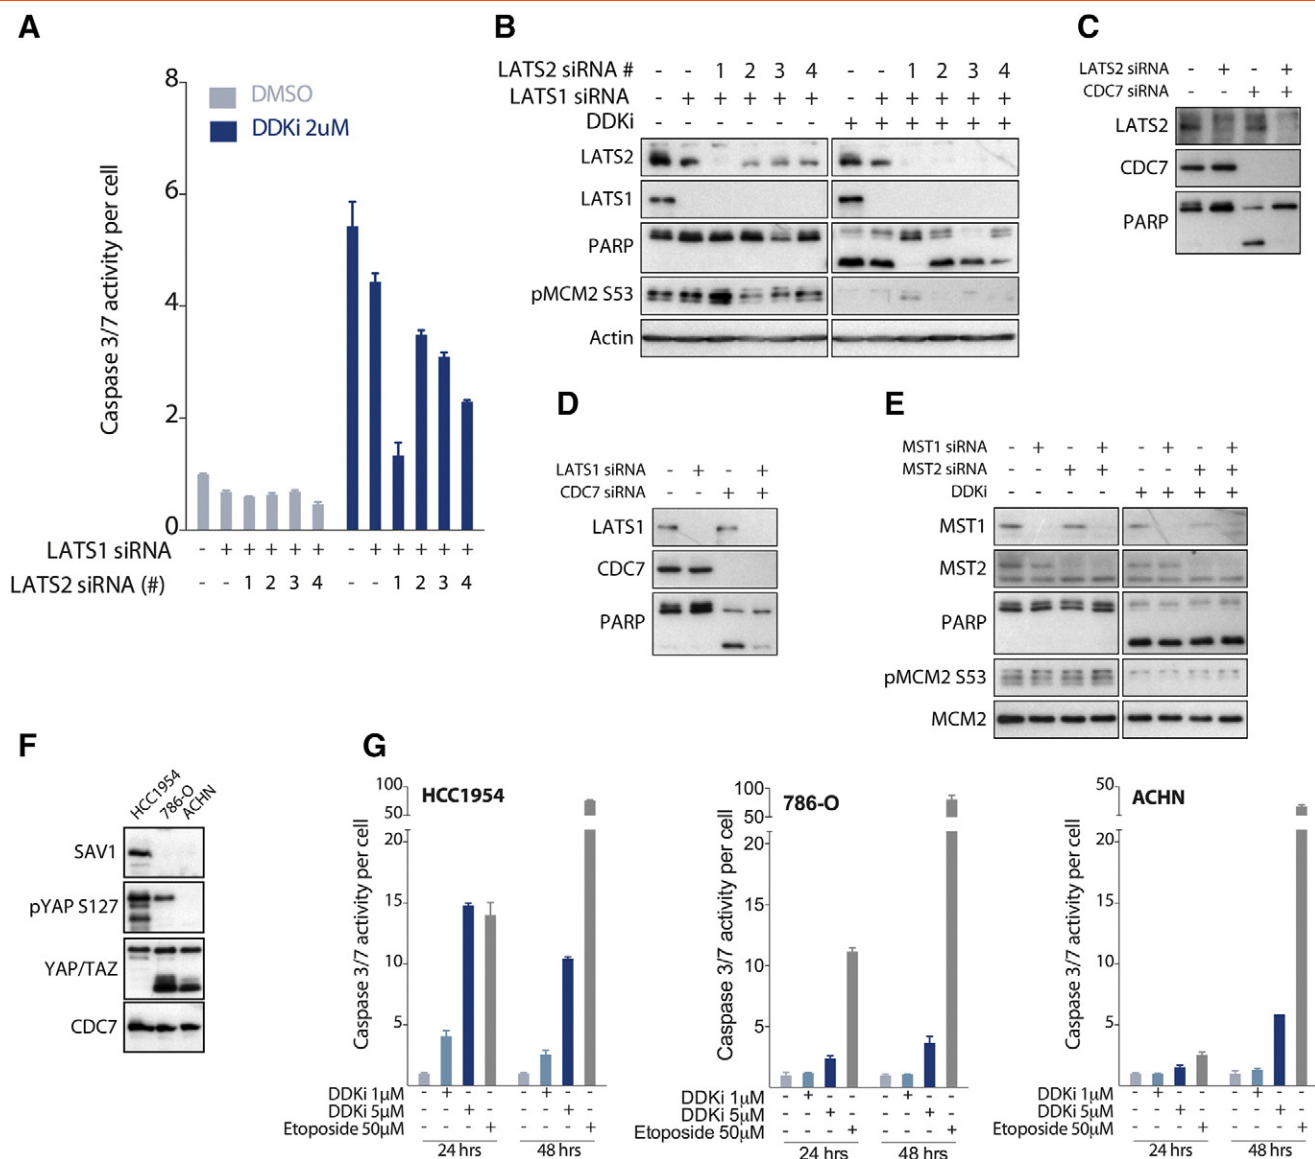 A
8
6
4
2
0
Caspase 3/7 activity per cell
DMSO
DDKi 2uM
LATS1 siRNA - + + + + + - + + + + +
LATS2 siRNA (#) - - 1 2 3 4 - - 1 2 3 4
B
LATS2 siRNA # - - 1 2 3 4 - - 1 2 3 4
LATS1 siRNA - + + + + + - + + + + +
DDKi - - - - - - + + + + + +
LATS2
LATS1
PARP
pMCM2 S53
Actin
C
LATS2 siRNA - + - +
CDC7 siRNA - - + +
LATS2
CDC7
PARP
D
LATS1 siRNA - + - +
CDC7 siRNA - - + +
LATS1
CDC7
PARP
E
MST1 siRNA - + - + - + - +
MST2 siRNA - - + + - - + +
DDKi - - - - + + + +
MST1
MST2
PARP
pMCM2 S53
MCM2
F
HCC1954
786-O
ACHN
SAV1
pYAP S127
YAP/TAZ
CDC7
G
HCC1954
100
50
20
15
10
5
Caspase 3/7 activity per cell
DDKi 1μM - + - - - + - -
DDKi 5μM - - + - - - + -
Etoposide 50μM - - - + - - - +
24 hrs 48 hrs
786-O
100
50
20
15
10
5
Caspase 3/7 activity per cell
DDKi 1μM - + - - - + - -
DDKi 5μM - - + - - - + -
Etoposide 50μM - - - + - - - +
24 hrs 48 hrs
ACHN
50
20
15
10
5
Caspase 3/7 activity per cell
DDKi 1μM - + - - - + - -
DDKi 5μM - - + - - - + -
Etoposide 50μM - - - + - - - +
24 hrs 48 hrs